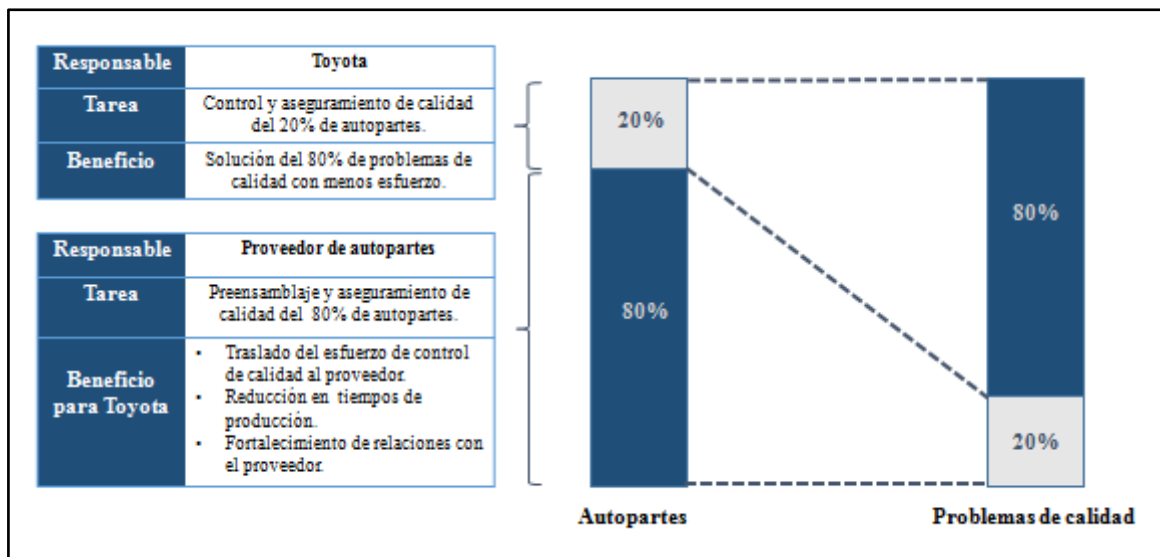 Responsable Toyota
Tarea Control y aseguramiento de calidad
del 20% de autopartes.
Beneficio Solución del 80% de problemas de
calidad con menos esfuerzo.
Responsable Proveedor de autopartes
Tarea Preensamblaje y aseguramiento de
calidad del 80% de autopartes.
Beneficio
para Toyota
• Traslado del esfuerzo de control
de calidad al proveedor.
• Reducción en tiempos de
producción.
• Fortalecimiento de relaciones con
el proveedor.
20%
80%
80%
20%
Autopartes
Problemas de calidad